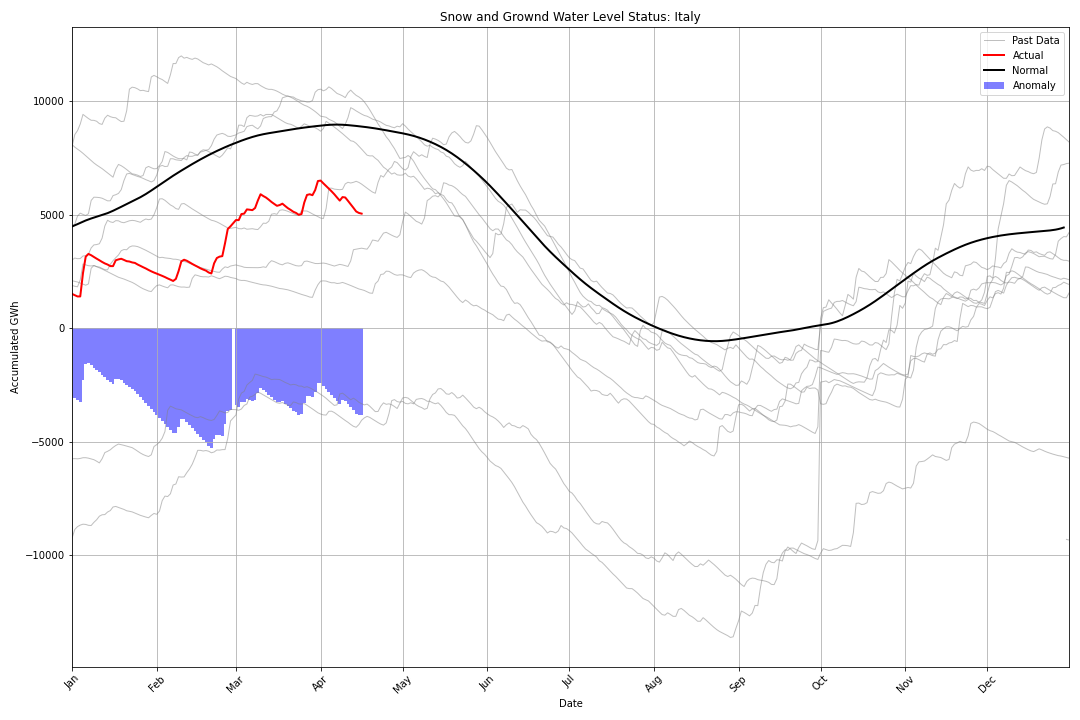 Snow and Grownd Water Level Status: Italy
Past Data
Actual
Normal
Anomaly
Accumulated GWh
10000
5000
0
−5000
−10000
Jan
Feb
Mar
Apr
May
Jun
Jul
Aug
Sep
Oct
Nov
Dec
Date